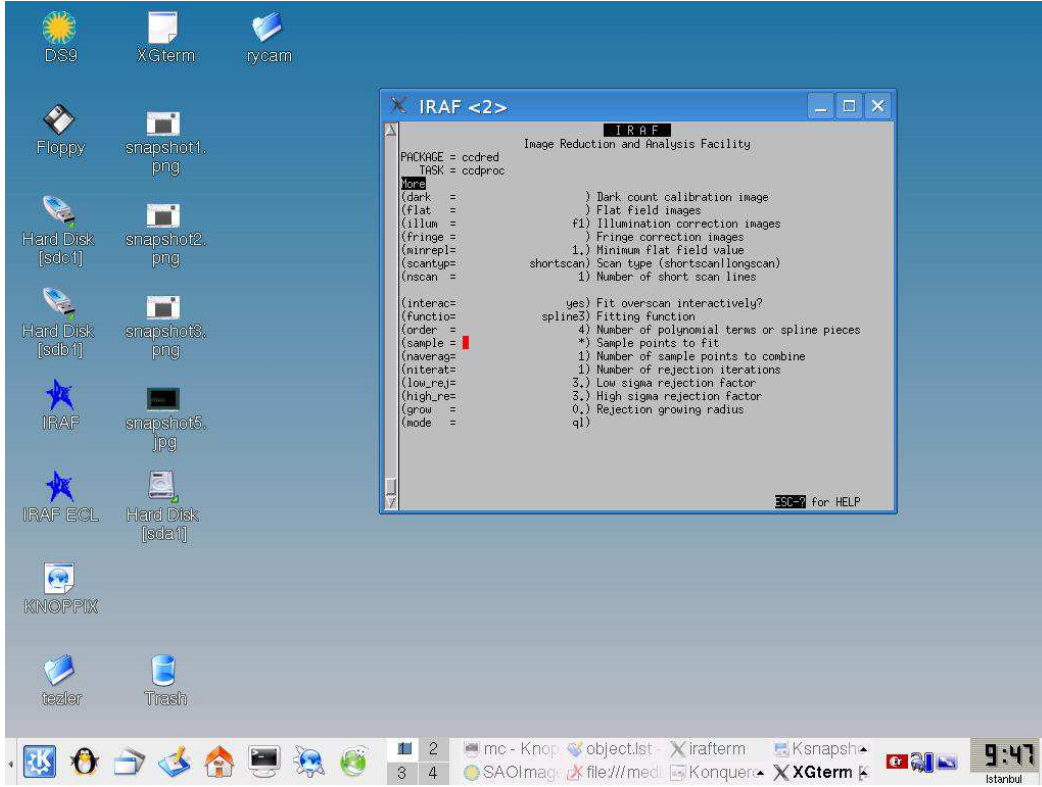 DS9 XGterm rycam
Floppy snapshot1.
png
Hard Disk snapshot2.
[sdc1] png
Hard Disk snapshot3.
[sdb1] png
IRAF snapshot5.
jpg
IRAF ECL Hard Disk
[sda1]
KNOPPIX
tezler Trash
IRAF <2>
I R A F
Image Reduction and Analysis Facility
PACKAGE = ccdred
TASK = ccdproc
More
(dark = ) Dark count calibration image
(flat = ) Flat field images
(illum = f1) Illumination correction images
(fringe = ) Fringe correction images
(minrepl= 1.) Minimum flat field value
(scantyp= shortscan) Scan type (shortscan|longscan)
(nscan = 1) Number of short scan lines
(interac= yes) Fit overscan interactively?
(functio= spline3) Fitting function
(order = 4) Number of polynomial terms or spline pieces
(sample = *) Sample points to fit
(naverag= 1) Number of sample points to combine
(niterat= 1) Number of rejection iterations
(low_rej= 3.) Low sigma rejection factor
(high_re= 3.) High sigma rejection factor
(grow = 0.) Rejection growing radius
(mode = ql)
ESC-? for HELP
1 2 mc - Knop object.lst - irafterm Ksnapsh
3 4 SAOImag file:///medi Konquero XGterm
9:47
Istanbul